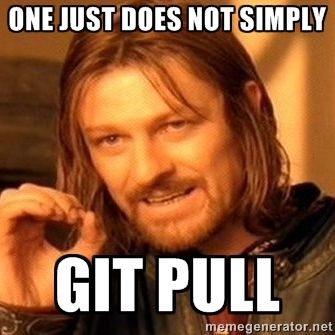 ONE JUST DOES NOT SIMPLY
GIT PULL
memegenerator.net